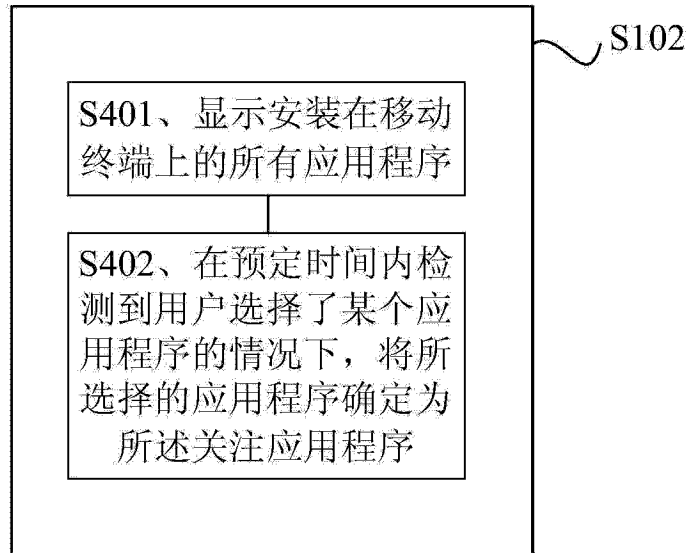 S102
S401、显示安装在移动
终端上的所有应用程序
S402、在预定时间内检
测到用户选择了某个应
用程序的情况下，将所
选择的应用程序确定为
所述关注应用程序